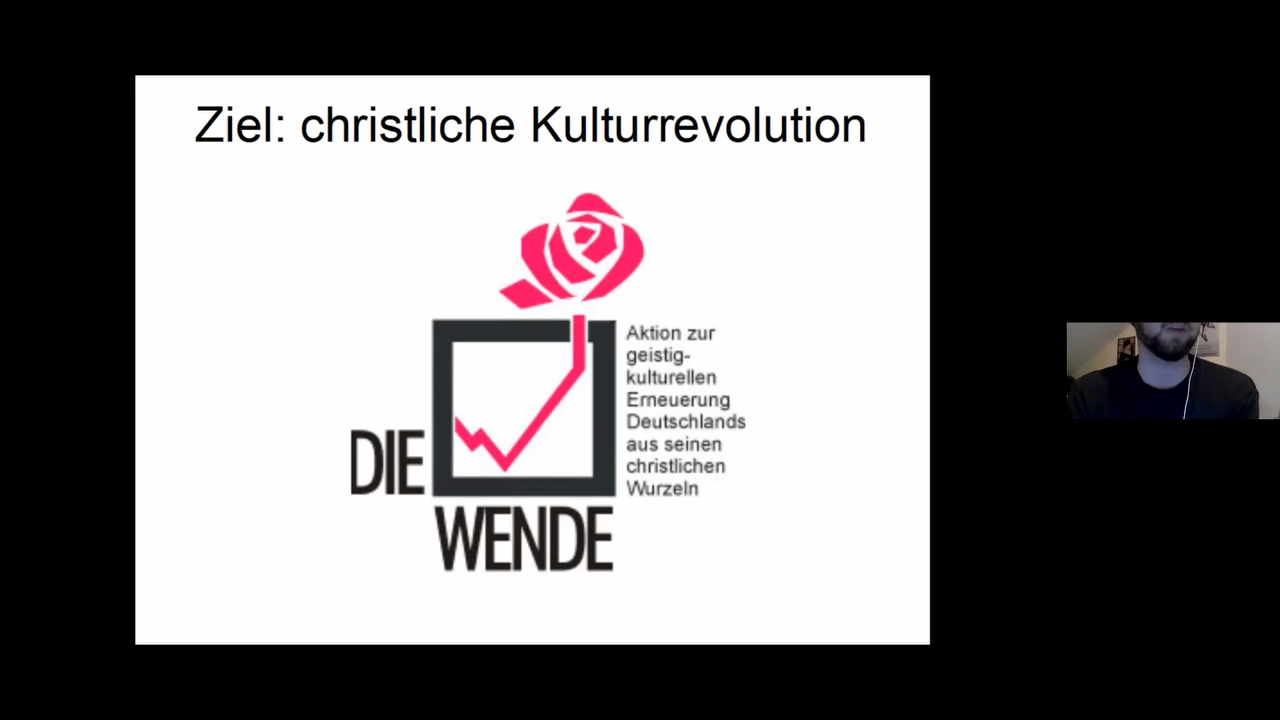 Ziel: christliche Kulturrevolution
Aktion zur
geistig-
kulturellen
Erneuerung
Deutschlands
aus seinen
christlichen
Wurzeln
DIE
WENDE